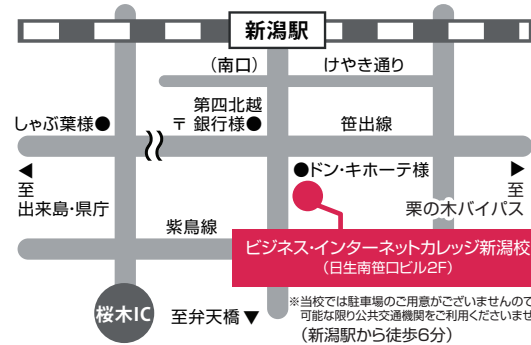 新潟駅
(南口)
けやき通り
第四北越
〒 銀行様●
しゃぶ葉様●
笹出線
◀
至
出来島・県庁
●ドン・キホーテ様
▶
至
栗の木バイパス
紫鳥線
ビジネス・インターネットカレッジ新潟校
(日生南笹口ビル2F)
桜木IC
至弁天橋▼
※当校では駐車場のご用意がございませんので
可能な限り公共交通機関をご利用くださいませ
(新潟駅から徒歩6分)